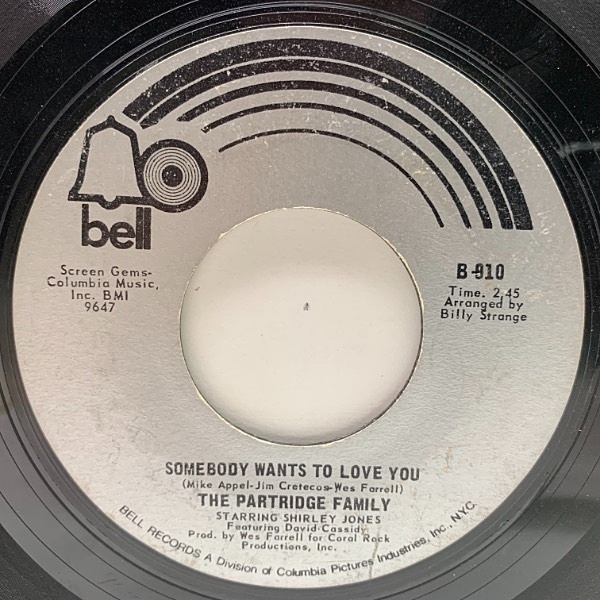 bell
Screen Gems-
Columbia Music,
Inc. BMI
9647
B-910
Time. 2,45
Arranged by
Billy Strange
SOMEBODY WANTS TO LOVE YOU
(Mike Appel-Jim Cretecos-Wes Farrell)
THE PARTRIDGE FAMILY
STARRING SHIRLEY JONES
Featuring David Cassidy
Prod. by Wes Farrell for Coral Rock
Productions, Inc.
BELL RECORDS A Division of Columbia Pictures Industries, Inc., NYC.